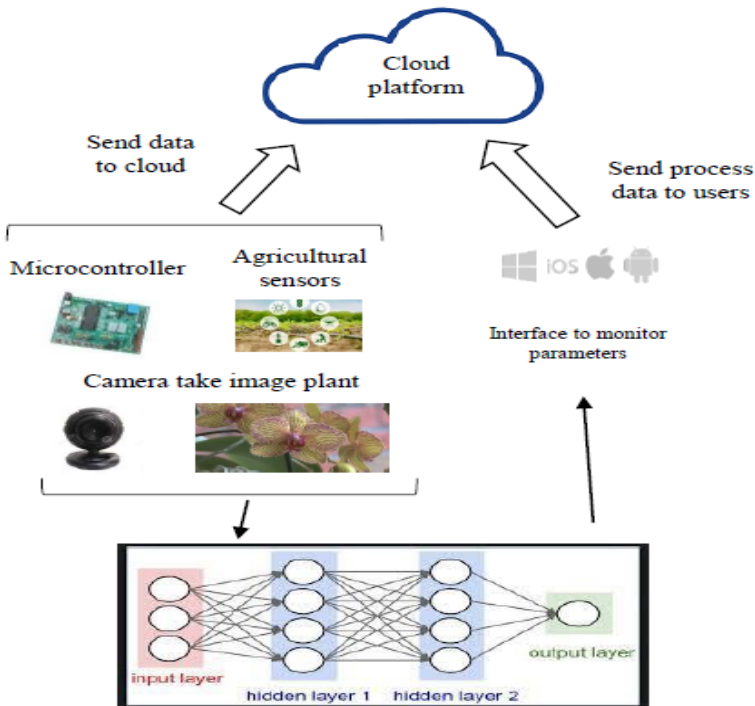 Cloud
platform
Send data
to cloud
Send process
data to users
Microcontroller
Agricultural
sensors
iOS
Interface to monitor
parameters
Camera take image plant
input layer
hidden layer 1
hidden layer 2
output layer